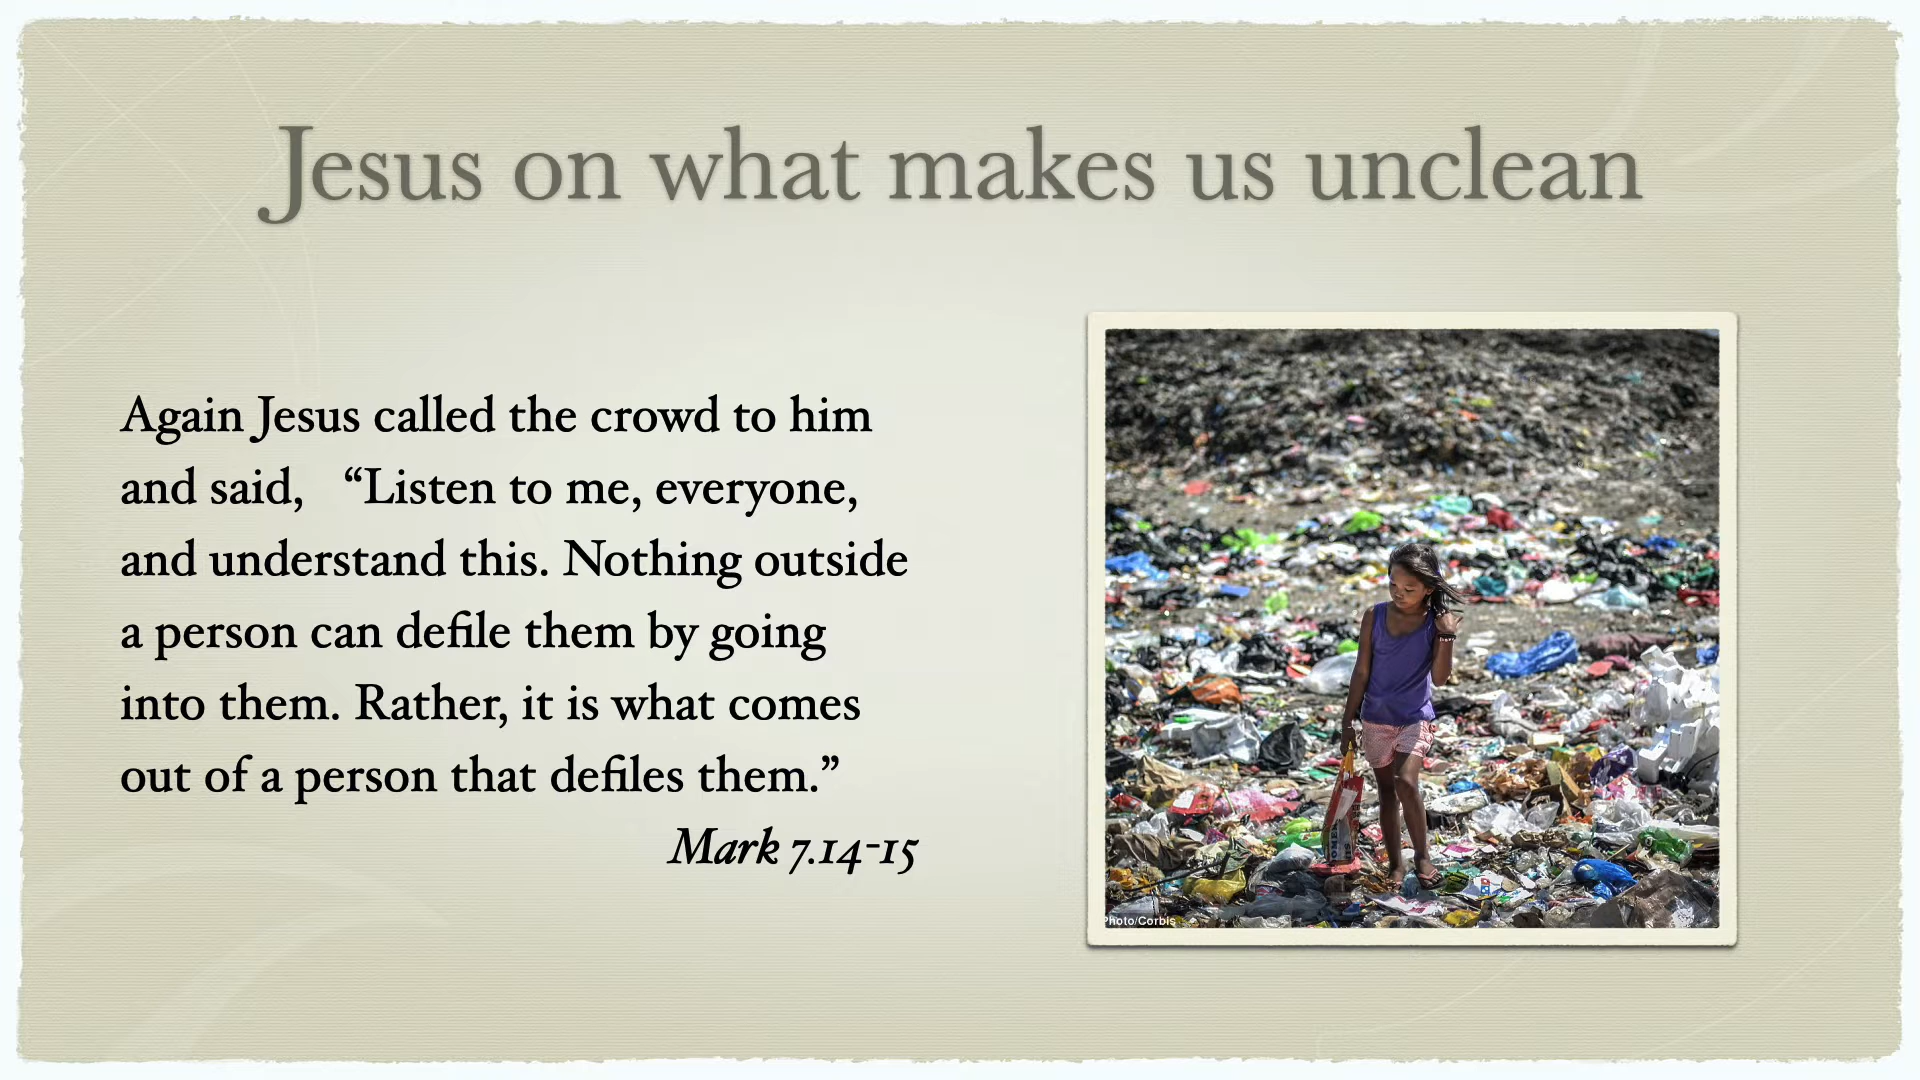 Jesus on what makes us unclean
Again Jesus called the crowd to him
and said, “Listen to me, everyone,
and understand this. Nothing outside
a person can defile them by going
into them. Rather, it is what comes
out of a person that defiles them.”
Mark 7.14-15
Photo/Corbis